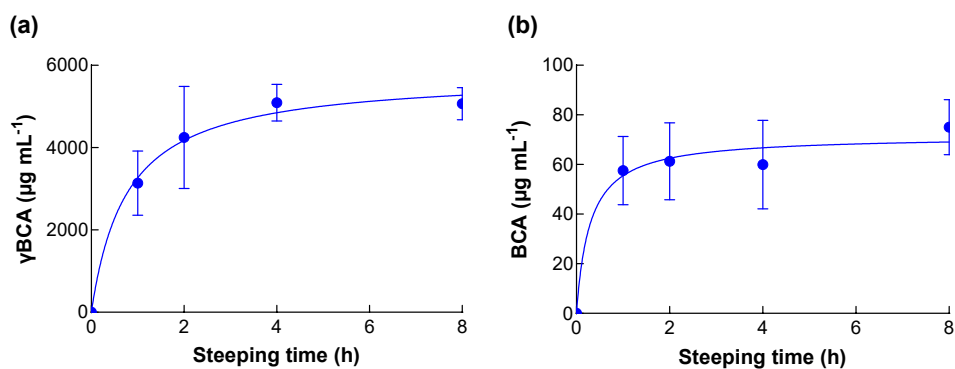 (a)
γBCA (µg mL⁻¹)
6000
4000
2000
0
0 2 4 6 8
Steeping time (h)
(b)
BCA (µg mL⁻¹)
100
80
60
40
20
0
0 2 4 6 8
Steeping time (h)